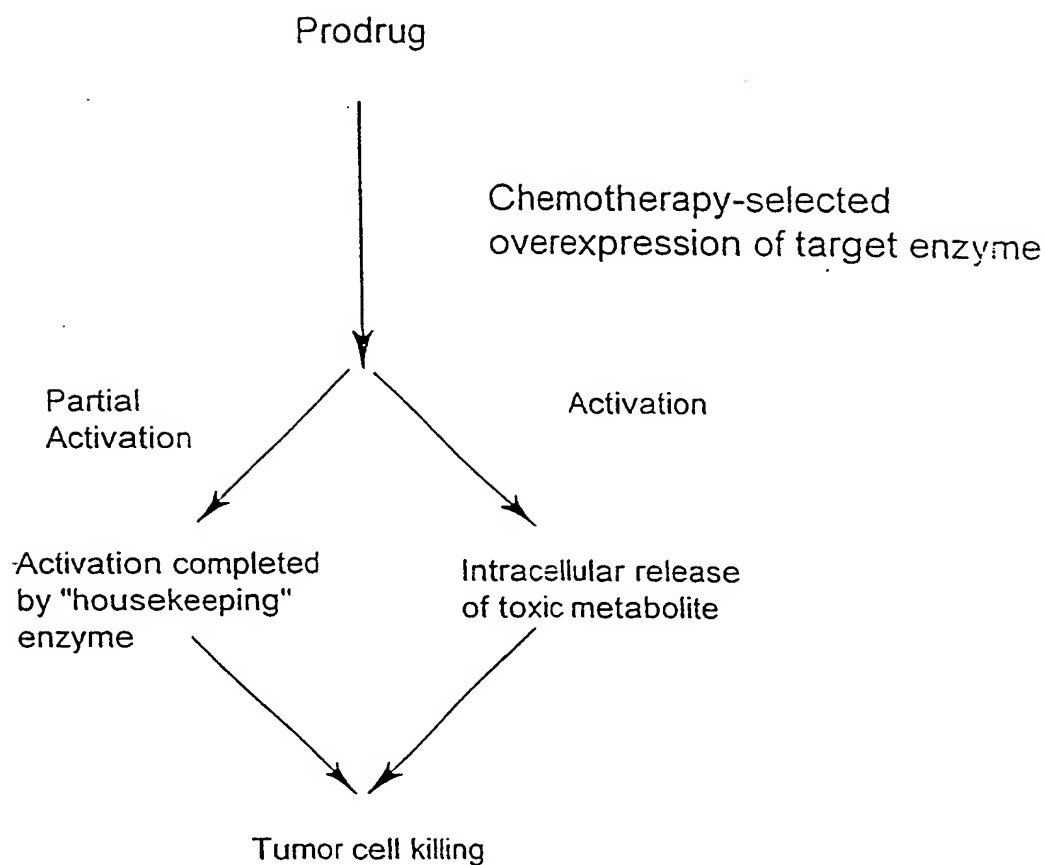 Prodrug
Chemotherapy-selected
overexpression of target enzyme
Partial
Activation
Activation
Activation completed
by "housekeeping"
enzyme
Intracellular release
of toxic metabolite
Tumor cell killing